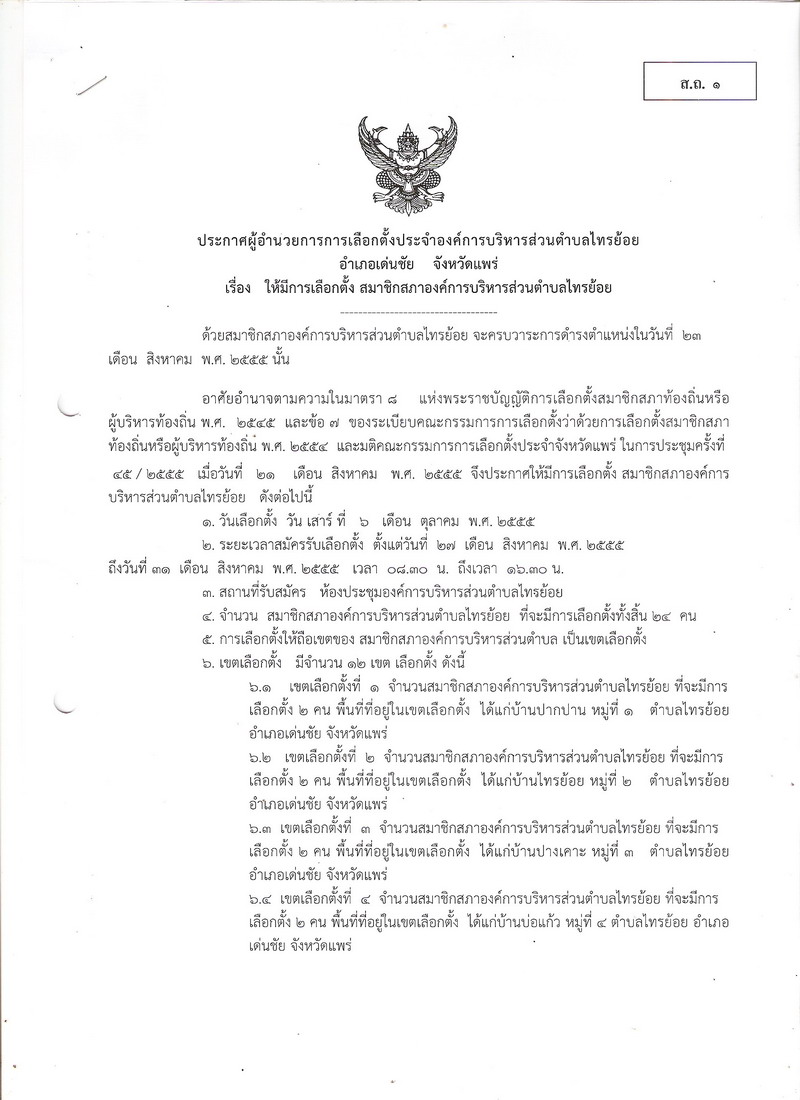 ส.ถ. ๑
ประกาศผู้อำนวยการการเลือกตั้งประจำองค์การบริหารส่วนตำบลไทรย้อย
อำเภอเด่นชัย จังหวัดแพร่
เรื่อง ให้มีการเลือกตั้ง สมาชิกสภาองค์การบริหารส่วนตำบลไทรย้อย
-----------------------------------
ด้วยสมาชิกสภาองค์การบริหารส่วนตำบลไทรย้อย จะครบวาระการดำรงตำแหน่งในวันที่ ๒๓
เดือน สิงหาคม พ.ศ. ๒๕๕๕ นั้น
อาศัยอำนาจตามความในมาตรา ๘ แห่งพระราชบัญญัติการเลือกตั้งสมาชิกสภาท้องถิ่นหรือ
ผู้บริหารท้องถิ่น พ.ศ. ๒๕๔๕ และข้อ ๗ ของระเบียบคณะกรรมการการเลือกตั้งว่าด้วยการเลือกตั้งสมาชิกสภา
ท้องถิ่นหรือผู้บริหารท้องถิ่น พ.ศ. ๒๕๕๔ และมติคณะกรรมการการเลือกตั้งประจำจังหวัดแพร่ ในการประชุมครั้งที่
๔๕ / ๒๕๕๕ เมื่อวันที่ ๒๑ เดือน สิงหาคม พ.ศ. ๒๕๕๕ จึงประกาศให้มีการเลือกตั้ง สมาชิกสภาองค์การ
บริหารส่วนตำบลไทรย้อย ดังต่อไปนี้
๑. วันเลือกตั้ง วัน เสาร์ ที่ ๖ เดือน ตุลาคม พ.ศ. ๒๕๕๕
๒. ระยะเวลาสมัครรับเลือกตั้ง ตั้งแต่วันที่ ๒๗ เดือน สิงหาคม พ.ศ. ๒๕๕๕
ถึงวันที่ ๓๑ เดือน สิงหาคม พ.ศ. ๒๕๕๕ เวลา ๐๘.๓๐ น. ถึงเวลา ๑๖.๓๐ น.
๓. สถานที่รับสมัคร ห้องประชุมองค์การบริหารส่วนตำบลไทรย้อย
๔. จำนวน สมาชิกสภาองค์การบริหารส่วนตำบลไทรย้อย ที่จะมีการเลือกตั้งทั้งสิ้น ๒๔ คน
๕. การเลือกตั้งให้ถือเขตของ สมาชิกสภาองค์การบริหารส่วนตำบล เป็นเขตเลือกตั้ง
๖. เขตเลือกตั้ง มีจำนวน ๑๒ เขต เลือกตั้ง ดังนี้
๖.๑ เขตเลือกตั้งที่ ๑ จำนวนสมาชิกสภาองค์การบริหารส่วนตำบลไทรย้อย ที่จะมีการ
เลือกตั้ง ๒ คน พื้นที่ที่อยู่ในเขตเลือกตั้ง ได้แก่บ้านปากปาน หมู่ที่ ๑ ตำบลไทรย้อย
อำเภอเด่นชัย จังหวัดแพร่
๖.๒ เขตเลือกตั้งที่ ๒ จำนวนสมาชิกสภาองค์การบริหารส่วนตำบลไทรย้อย ที่จะมีการ
เลือกตั้ง ๒ คน พื้นที่ที่อยู่ในเขตเลือกตั้ง ได้แก่บ้านไทรย้อย หมู่ที่ ๒ ตำบลไทรย้อย
อำเภอเด่นชัย จังหวัดแพร่
๖.๓ เขตเลือกตั้งที่ ๓ จำนวนสมาชิกสภาองค์การบริหารส่วนตำบลไทรย้อย ที่จะมีการ
เลือกตั้ง ๒ คน พื้นที่ที่อยู่ในเขตเลือกตั้ง ได้แก่บ้านปางเคาะ หมู่ที่ ๓ ตำบลไทรย้อย
อำเภอเด่นชัย จังหวัดแพร่
๖.๔ เขตเลือกตั้งที่ ๔ จำนวนสมาชิกสภาองค์การบริหารส่วนตำบลไทรย้อย ที่จะมีการ
เลือกตั้ง ๒ คน พื้นที่ที่อยู่ในเขตเลือกตั้ง ได้แก่บ้านบ่อแก้ว หมู่ที่ ๔ ตำบลไทรย้อย อำเภอ
เด่นชัย จังหวัดแพร่